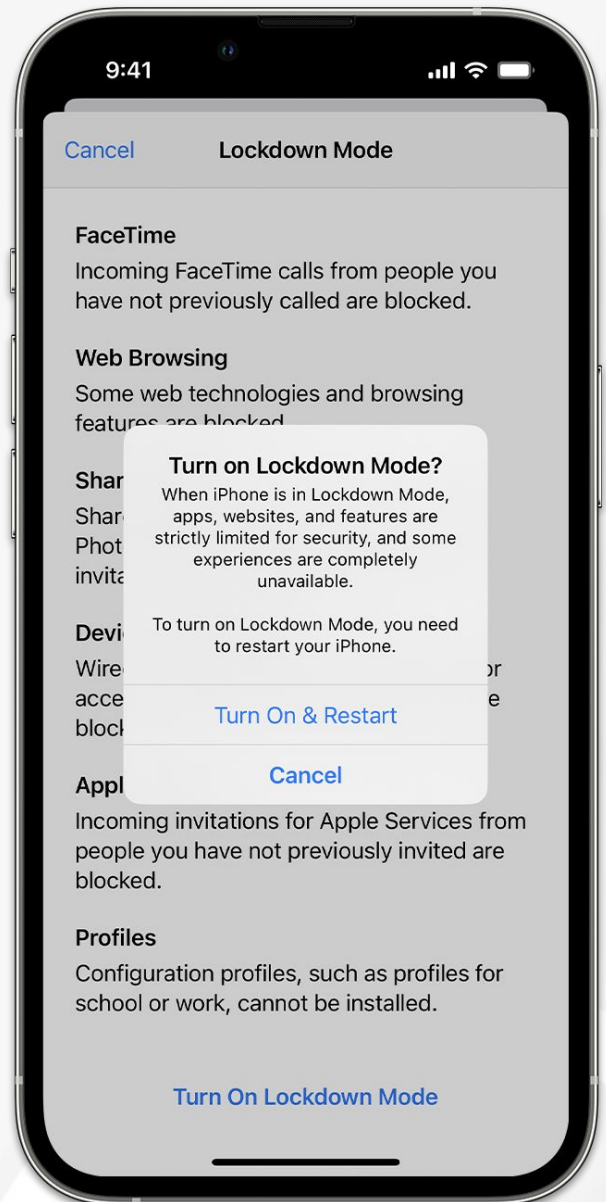 9:41
Cancel
Lockdown Mode
FaceTime
Incoming FaceTime calls from people you
have not previously called are blocked.
Web Browsing
Some web technologies and browsing
features are blocked
Turn on Lockdown Mode?
When iPhone is in Lockdown Mode,
apps, websites, and features are
strictly limited for security, and some
experiences are completely
unavailable.
To turn on Lockdown Mode, you need
to restart your iPhone.
Turn On & Restart
Cancel
Incoming invitations for Apple Services from
people you have not previously invited are
blocked.
Profiles
Configuration profiles, such as profiles for
school or work, cannot be installed.
Turn On Lockdown Mode